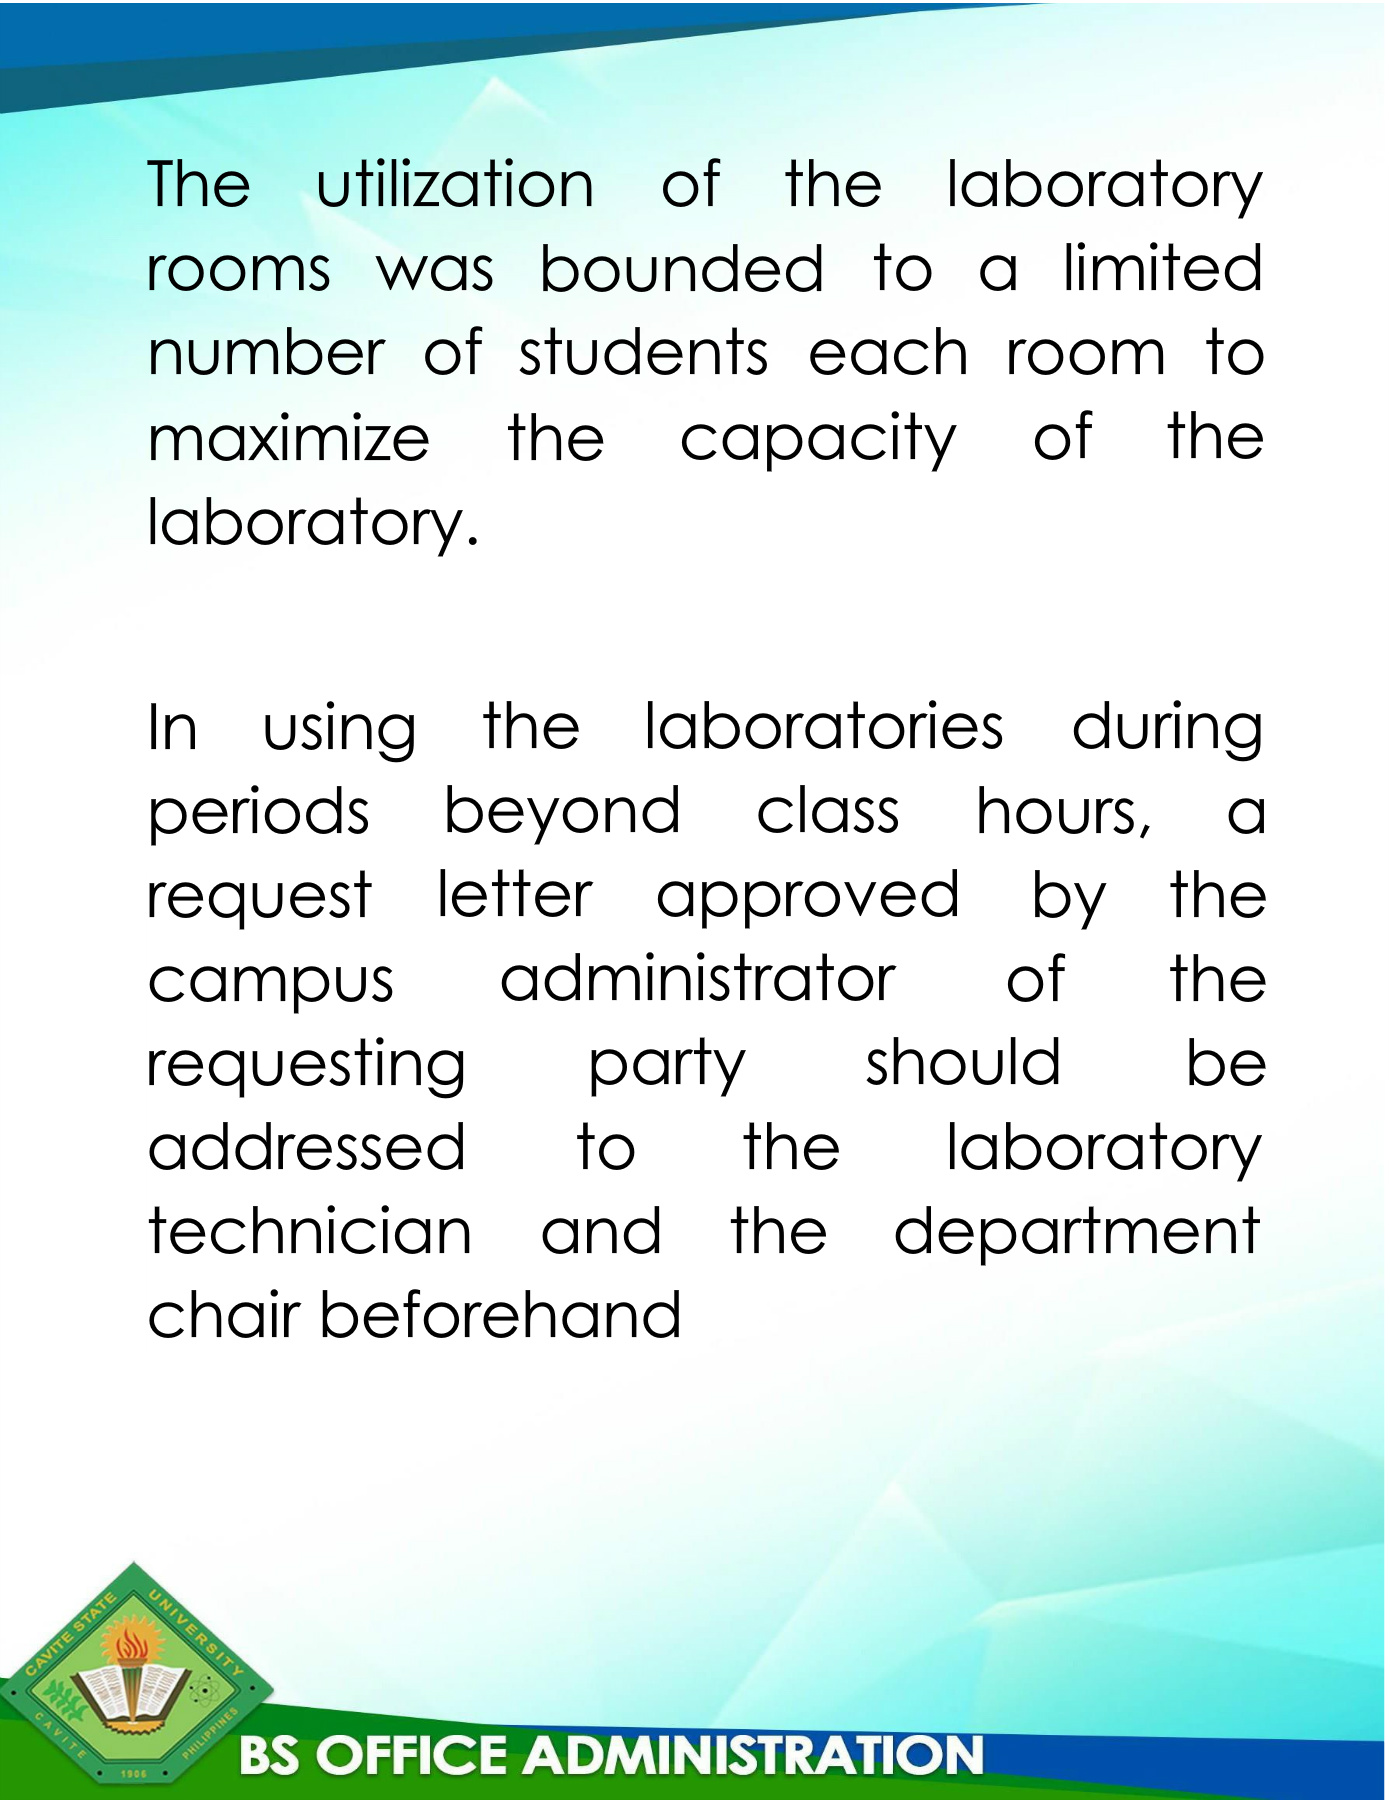 The utilization of the laboratory
rooms was bounded to a limited
number of students each room to
maximize the capacity of the
laboratory.
In using the laboratories during
periods beyond class hours, a
request letter approved by the
campus administrator of the
requesting party should be
addressed to the laboratory
technician and the department
chair beforehand
CAVITE STATE UNIVERSITY
CAVITE PHILIPPINES
1906
BS OFFICE ADMINISTRATION